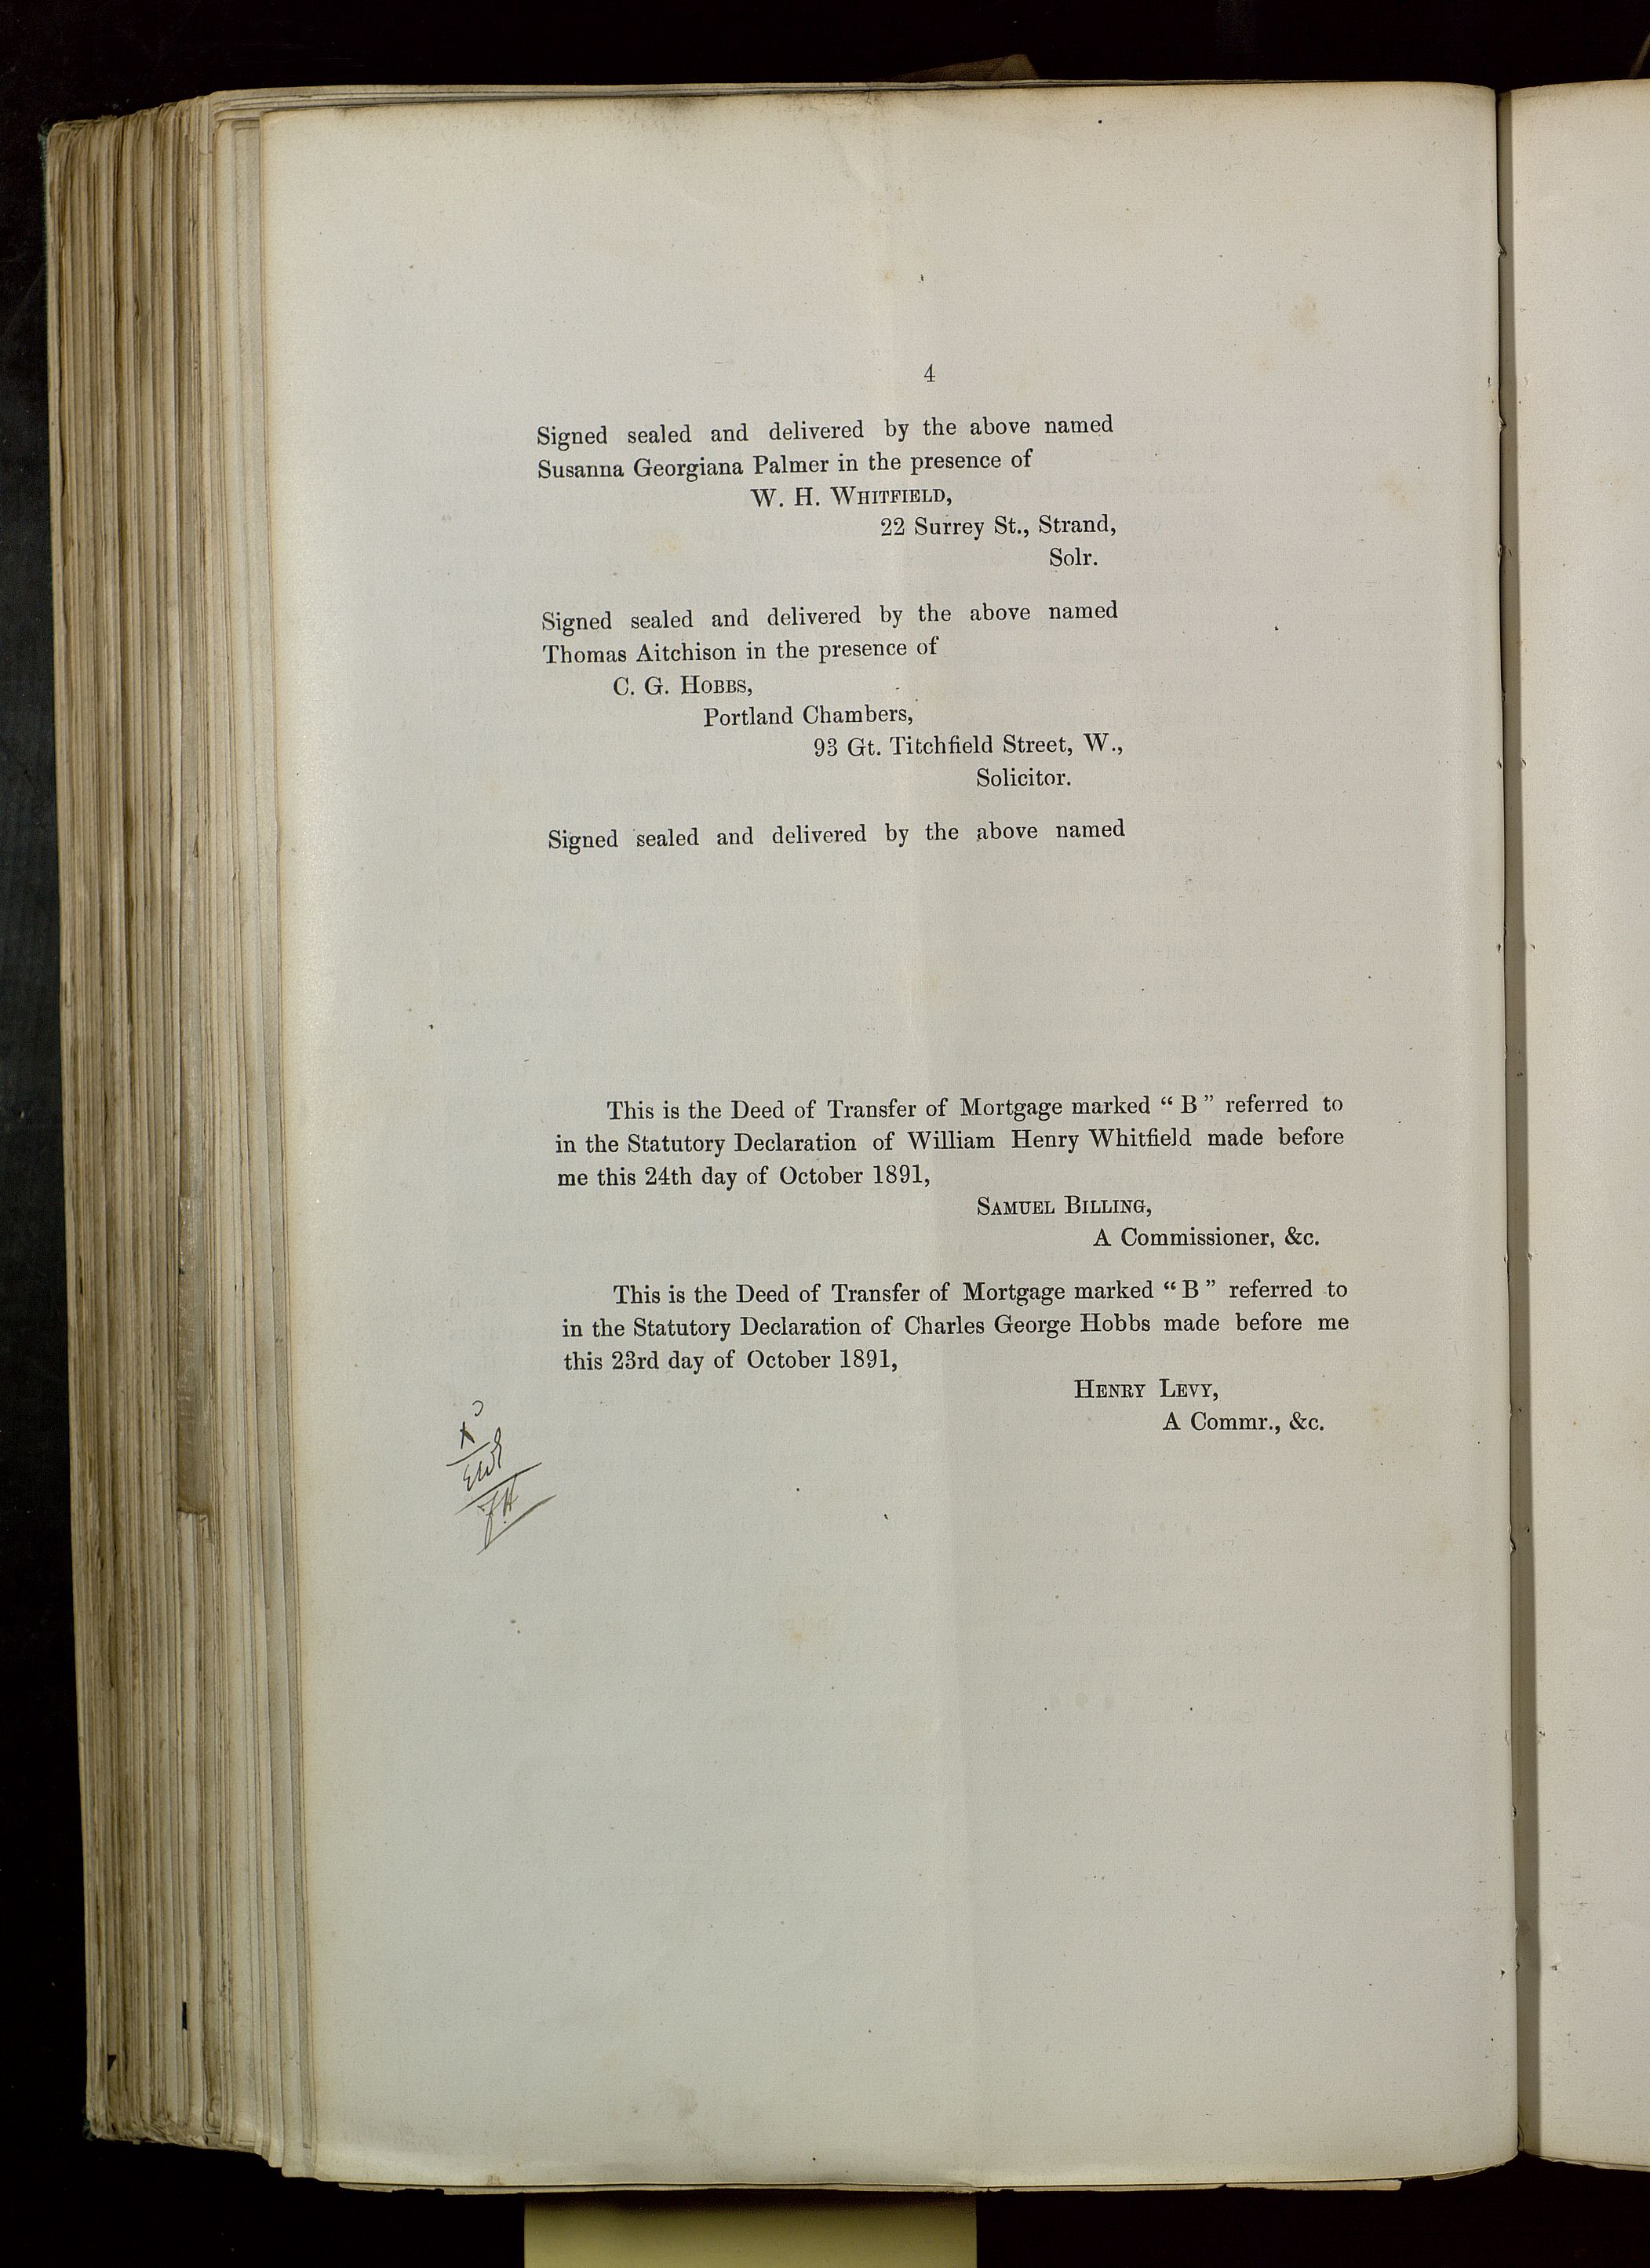 4
Signed sealed and delivered by the above named
Susanna Georgiana Palmer in the presence of
W. H. WHITFIELD,
22 Surrey St., Strand,
Solr.
Signed sealed and delivered by the above named
Thomas Aitchison in the presence of
C. G. HOBBS,
Portland Chambers,
93 Gt. Titchfield Street, W.,
Solicitor.
Signed sealed and delivered by the above named
This is the Deed of Transfer of Mortgage marked “ B ” referred to
in the Statutory Declaration of William Henry Whitfield made before
me this 24th day of October 1891,
SAMUEL BILLING,
A Commissioner, &c.
This is the Deed of Transfer of Mortgage marked “ B ” referred to
in the Statutory Declaration of Charles George Hobbs made before me
this 23rd day of October 1891,
HENRY LEVY,
A Commr., &c.